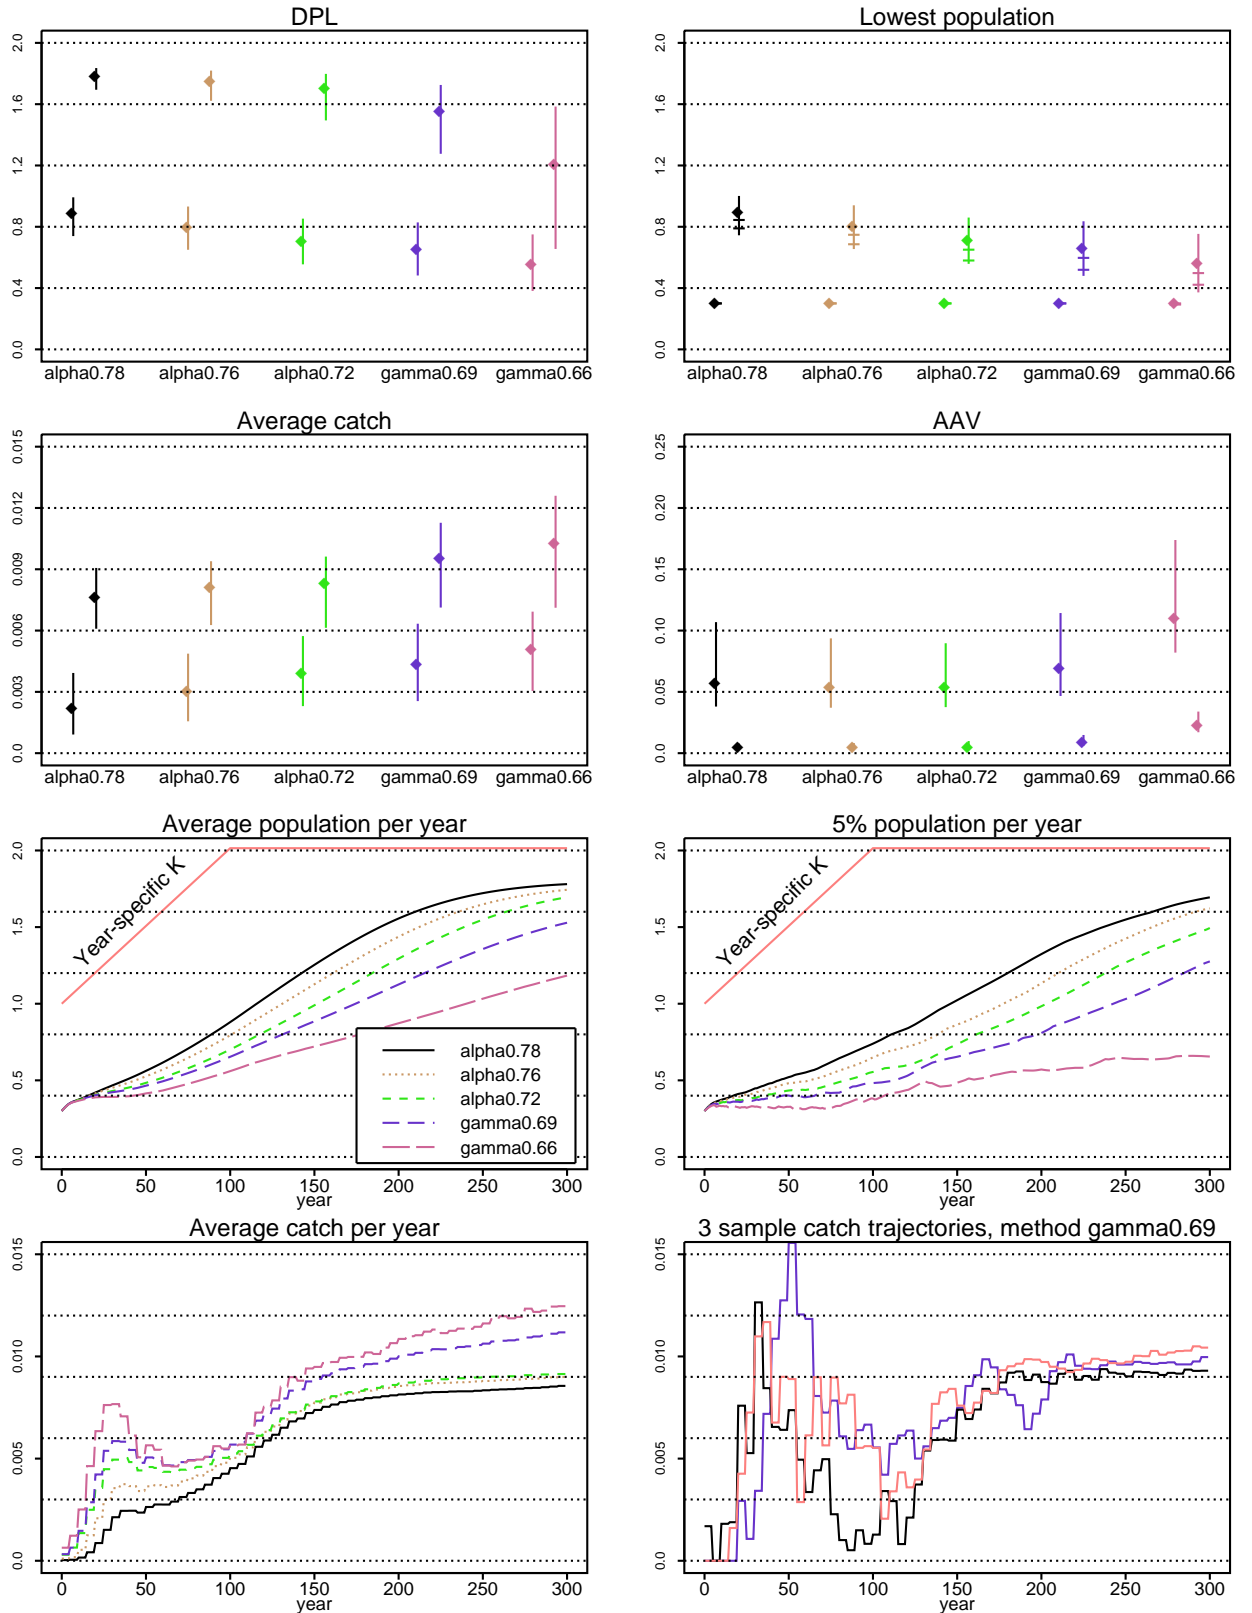 DPL
2.0
1.6
1.2
0.8
0.4
0.0
alpha0.78 alpha0.76 alpha0.72 gamma0.69 gamma0.66
Lowest population
2.0
1.6
1.2
0.8
0.4
0.0
alpha0.78 alpha0.76 alpha0.72 gamma0.69 gamma0.66
Average catch
0.015
0.012
0.009
0.006
0.003
0.0
alpha0.78 alpha0.76 alpha0.72 gamma0.69 gamma0.66
AAV
0.25
0.20
0.15
0.10
0.05
0.0
alpha0.78 alpha0.76 alpha0.72 gamma0.69 gamma0.66
Average population per year
2.0
1.5
1.0
0.5
0.0
Year-specific K
alpha0.78
alpha0.76
alpha0.72
gamma0.69
gamma0.66
0 50 100 150 200 250 300
year
5% population per year
2.0
1.5
1.0
0.5
0.0
Year-specific K
0 50 100 150 200 250 300
year
Average catch per year
0.015
0.010
0.005
0.0
0 50 100 150 200 250 300
year
3 sample catch trajectories, method gamma0.69
0.015
0.010
0.005
0.0
0 50 100 150 200 250 300
year